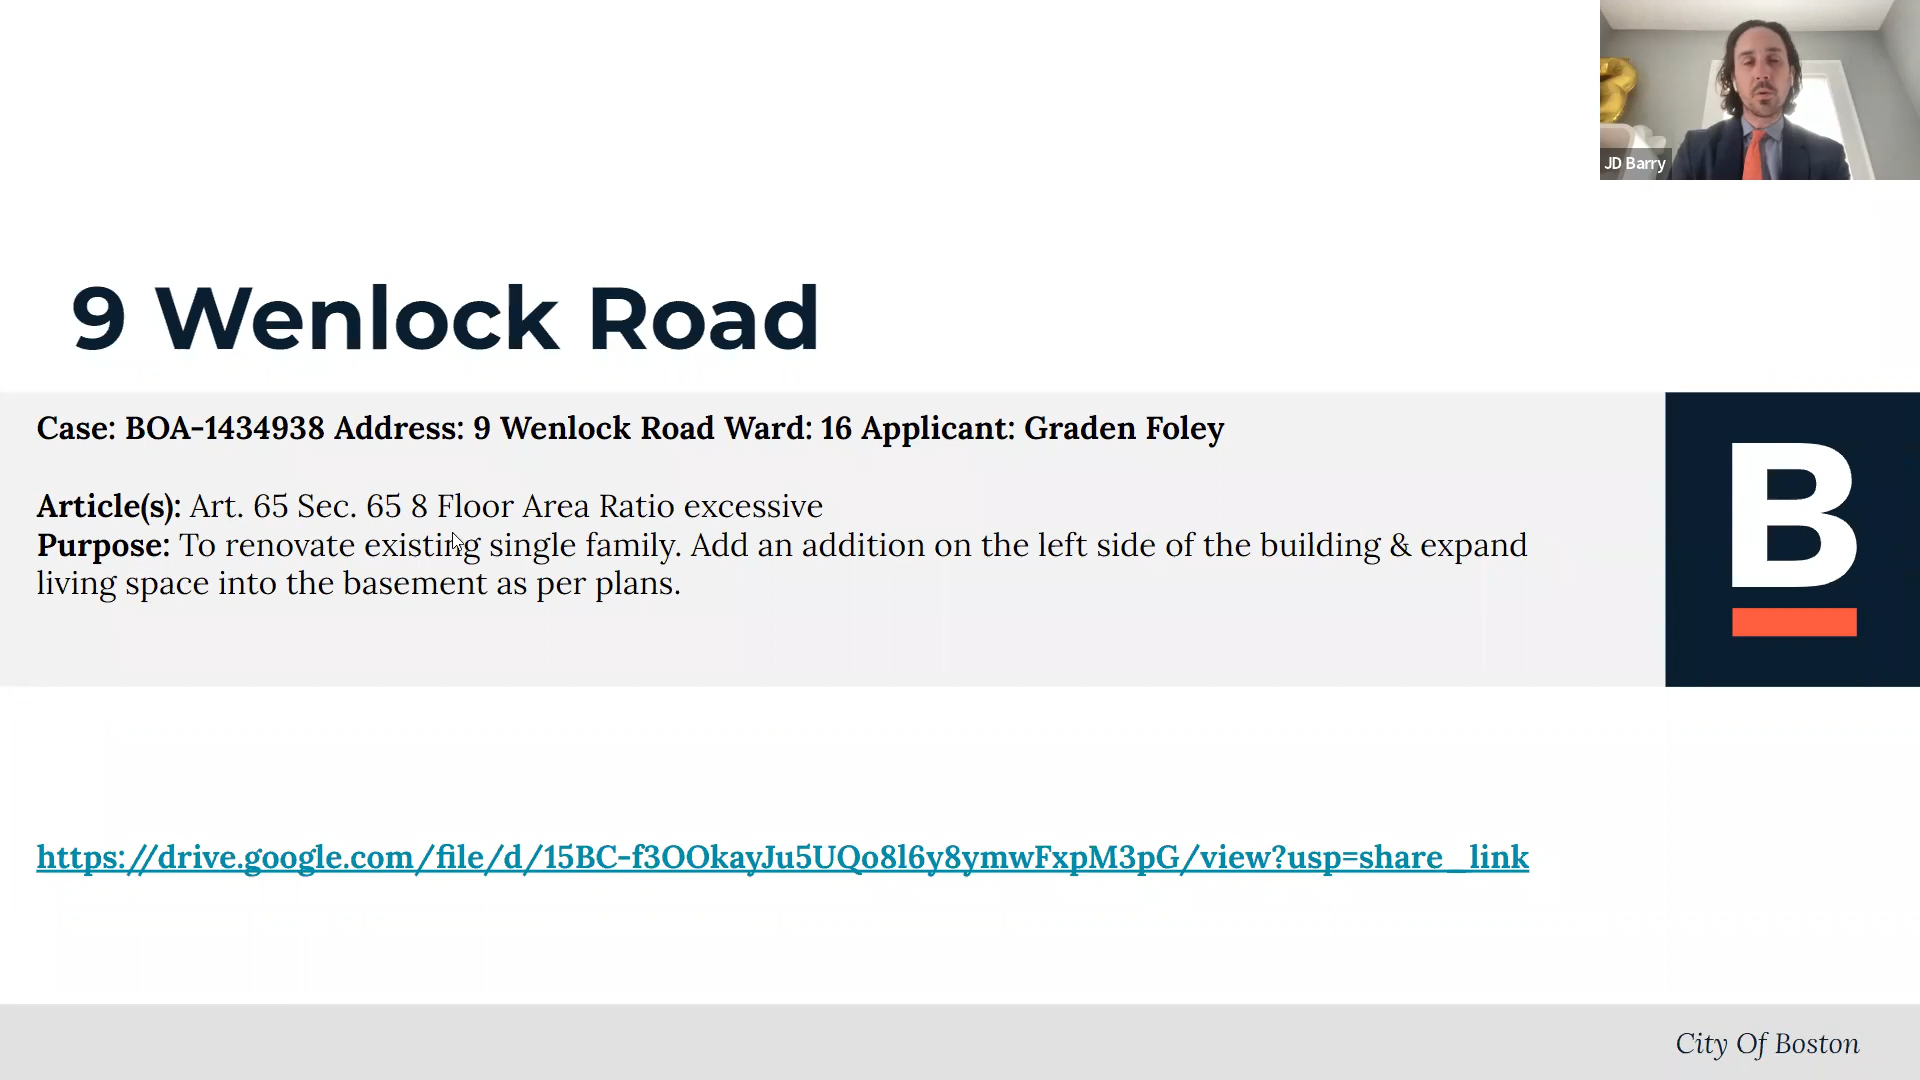 JD Barry
9 Wenlock Road
Case: BOA-1434938 Address: 9 Wenlock Road Ward: 16 Applicant: Graden Foley
Article(s): Art. 65 Sec. 65 8 Floor Area Ratio excessive
Purpose: To renovate existing single family. Add an addition on the left side of the building & expand
living space into the basement as per plans.
B
https://drive.google.com/file/d/15BC-f3OOkayJu5UQo8l6y8ymwFxpM3pG/view?usp=share_link
City Of Boston